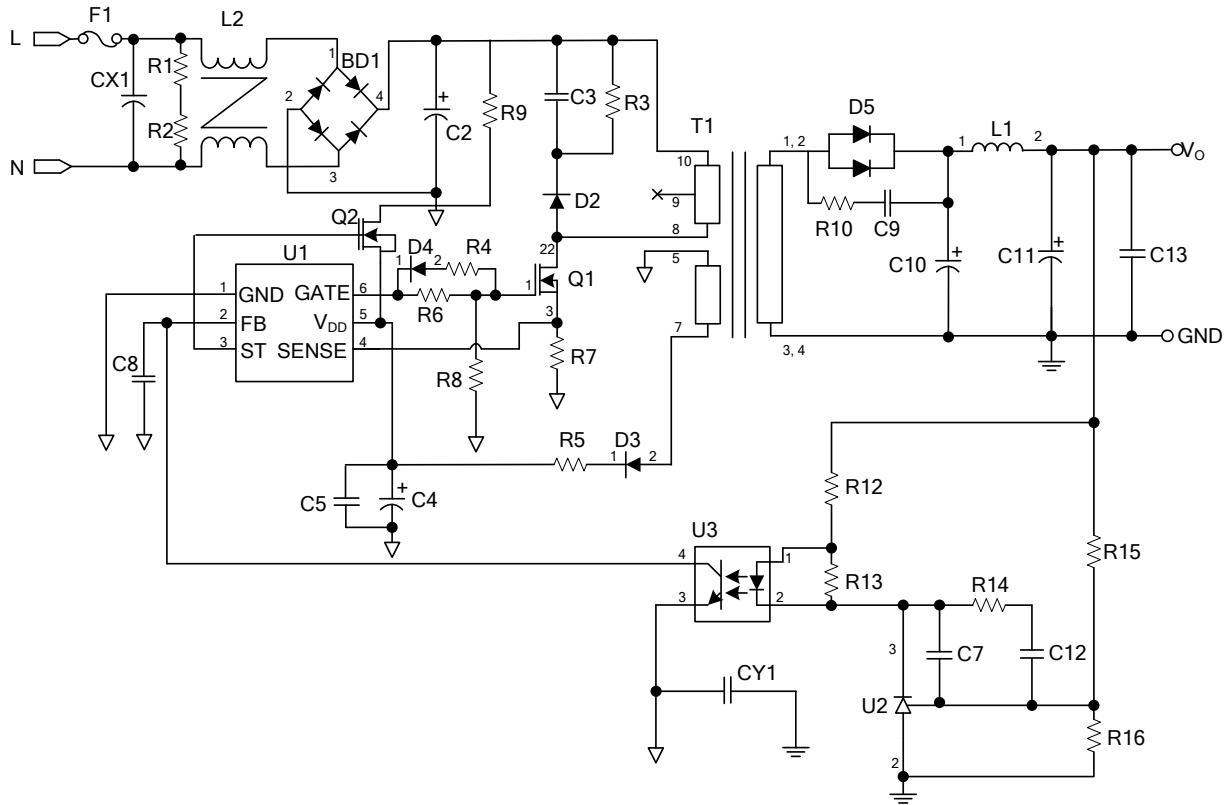 F1
L2
L
R1
CX1
R2
N
1
BD1
2
4
3
+
C2
R9
C3
R3
D2
T1
10
9
8
5
7
1, 2
3, 4
D5
R10
C9
1
L1
2
VO
C10
+
C11
+
C13
GND
Q2
U1
1
GND
GATE
6
2
FB
VDD
5
3
ST
SENSE
4
D4
1
2
R4
R6
22
Q1
1
3
R7
R8
C8
R5
D3
1
2
C5
+
C4
U3
4
1
3
2
R12
R13
R14
R15
3
C7
C12
U2
R16
2
CY1